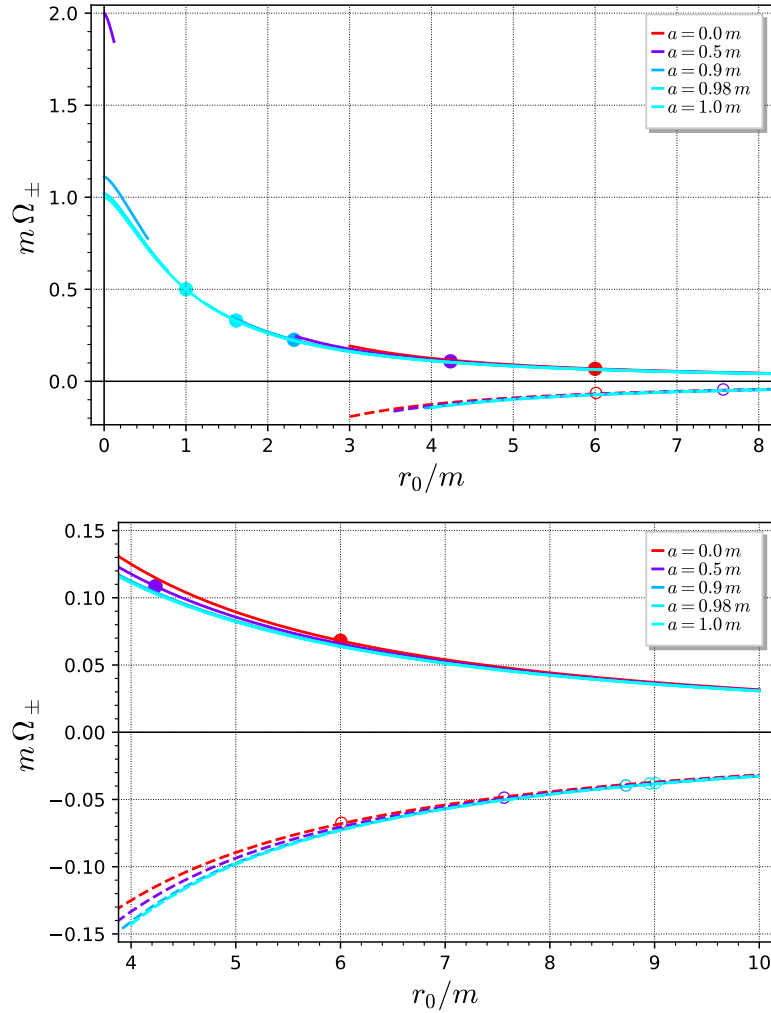 2.0
1.5
1.0
0.5
0.0
m Ω±
0 1 2 3 4 5 6 7 8
r₀/m
a = 0.0 m
a = 0.5 m
a = 0.9 m
a = 0.98 m
a = 1.0 m
0.15
0.10
0.05
0.00
−0.05
−0.10
−0.15
m Ω±
4 5 6 7 8 9 10
r₀/m
a = 0.0 m
a = 0.5 m
a = 0.9 m
a = 0.98 m
a = 1.0 m